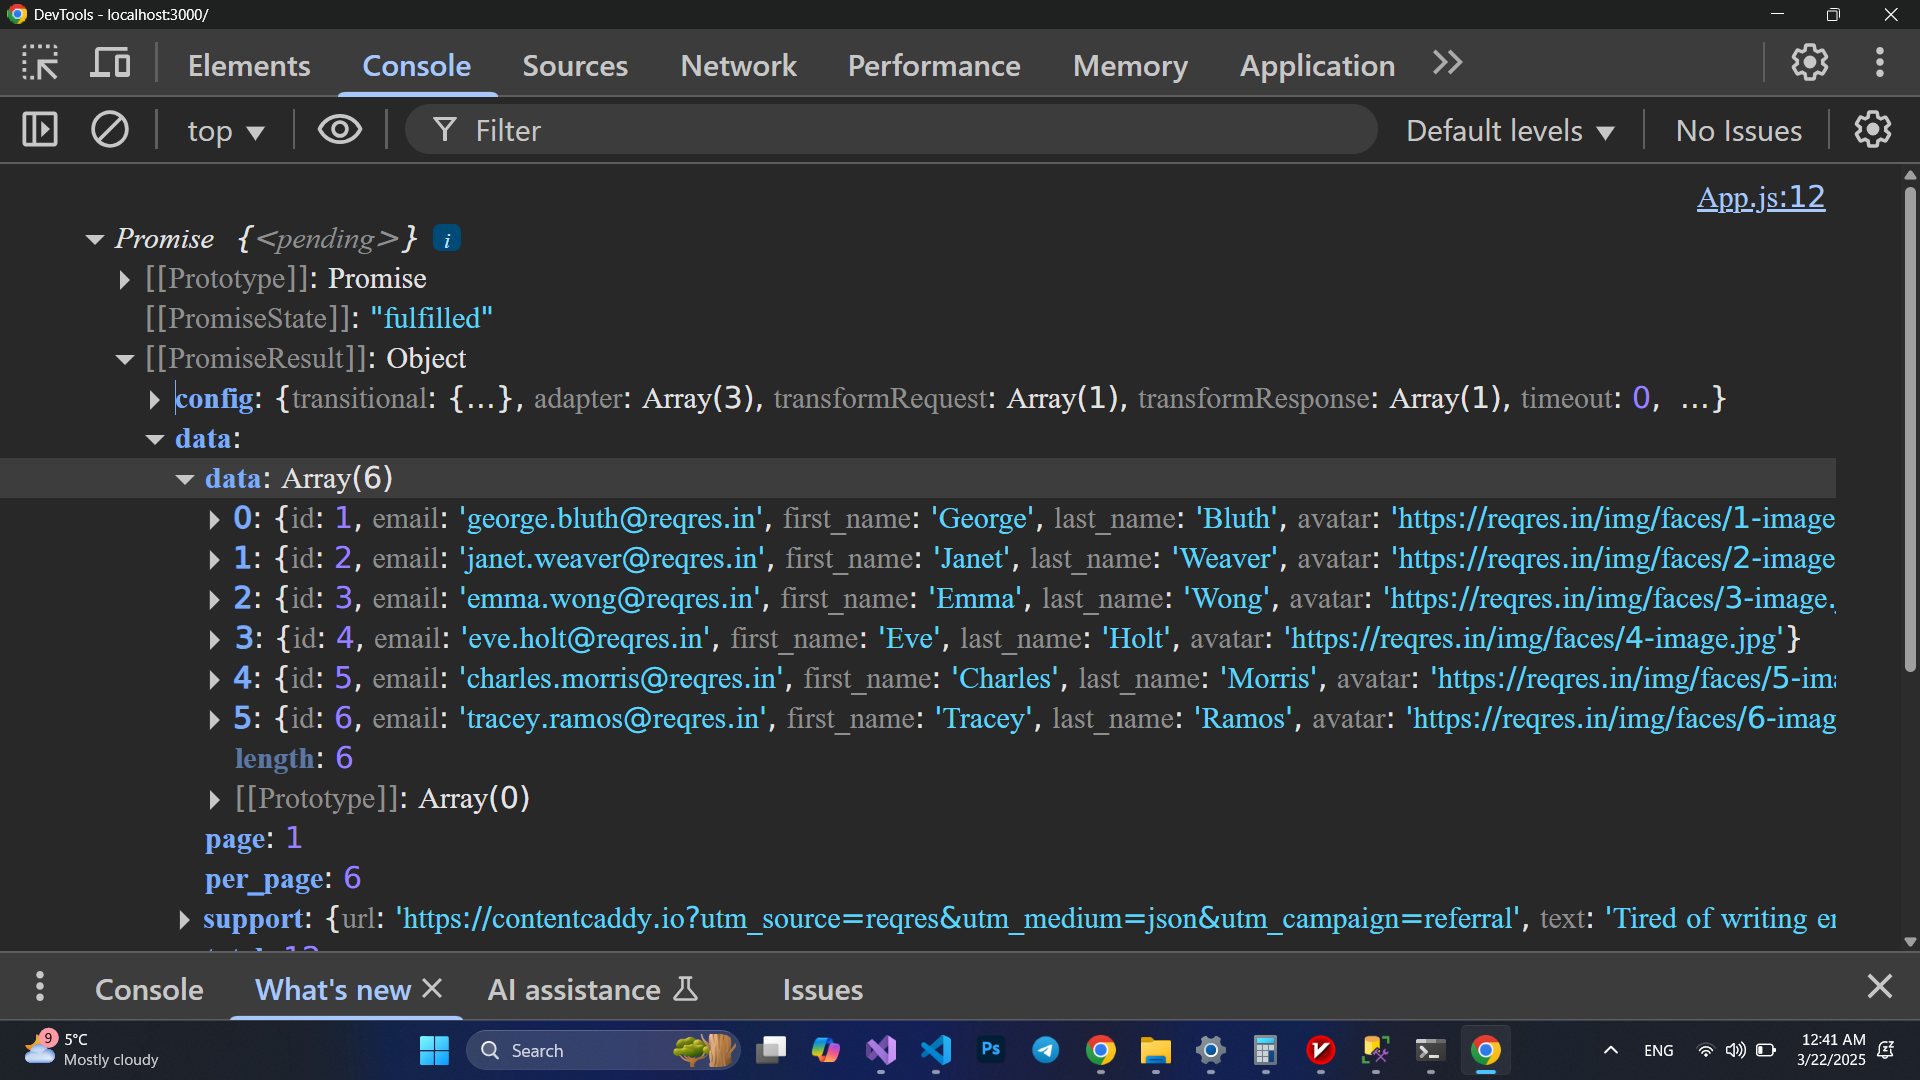 DevTools - localhost:3000/
Elements Console Sources Network Performance Memory Application
top Filter Default levels No Issues
App.js:12
Promise {<pending>} i
[[Prototype]]: Promise
[[PromiseState]]: "fulfilled"
[[PromiseResult]]: Object
config: {transitional: {…}, adapter: Array(3), transformRequest: Array(1), transformResponse: Array(1), timeout: 0, …}
data:
data: Array(6)
0: {id: 1, email: 'george.bluth@reqres.in', first_name: 'George', last_name: 'Bluth', avatar: 'https://reqres.in/img/faces/1-image
1: {id: 2, email: 'janet.weaver@reqres.in', first_name: 'Janet', last_name: 'Weaver', avatar: 'https://reqres.in/img/faces/2-image
2: {id: 3, email: 'emma.wong@reqres.in', first_name: 'Emma', last_name: 'Wong', avatar: 'https://reqres.in/img/faces/3-image.
3: {id: 4, email: 'eve.holt@reqres.in', first_name: 'Eve', last_name: 'Holt', avatar: 'https://reqres.in/img/faces/4-image.jpg'}
4: {id: 5, email: 'charles.morris@reqres.in', first_name: 'Charles', last_name: 'Morris', avatar: 'https://reqres.in/img/faces/5-im
5: {id: 6, email: 'tracey.ramos@reqres.in', first_name: 'Tracey', last_name: 'Ramos', avatar: 'https://reqres.in/img/faces/6-imag
length: 6
[[Prototype]]: Array(0)
page: 1
per_page: 6
support: {url: 'https://contentcaddy.io?utm_source=reqres&utm_medium=json&utm_campaign=referral', text: 'Tired of writing
Console What's new AI assistance Issues
9 5°C
Mostly cloudy
Search
Ps
ENG
12:41 AM
3/22/2025